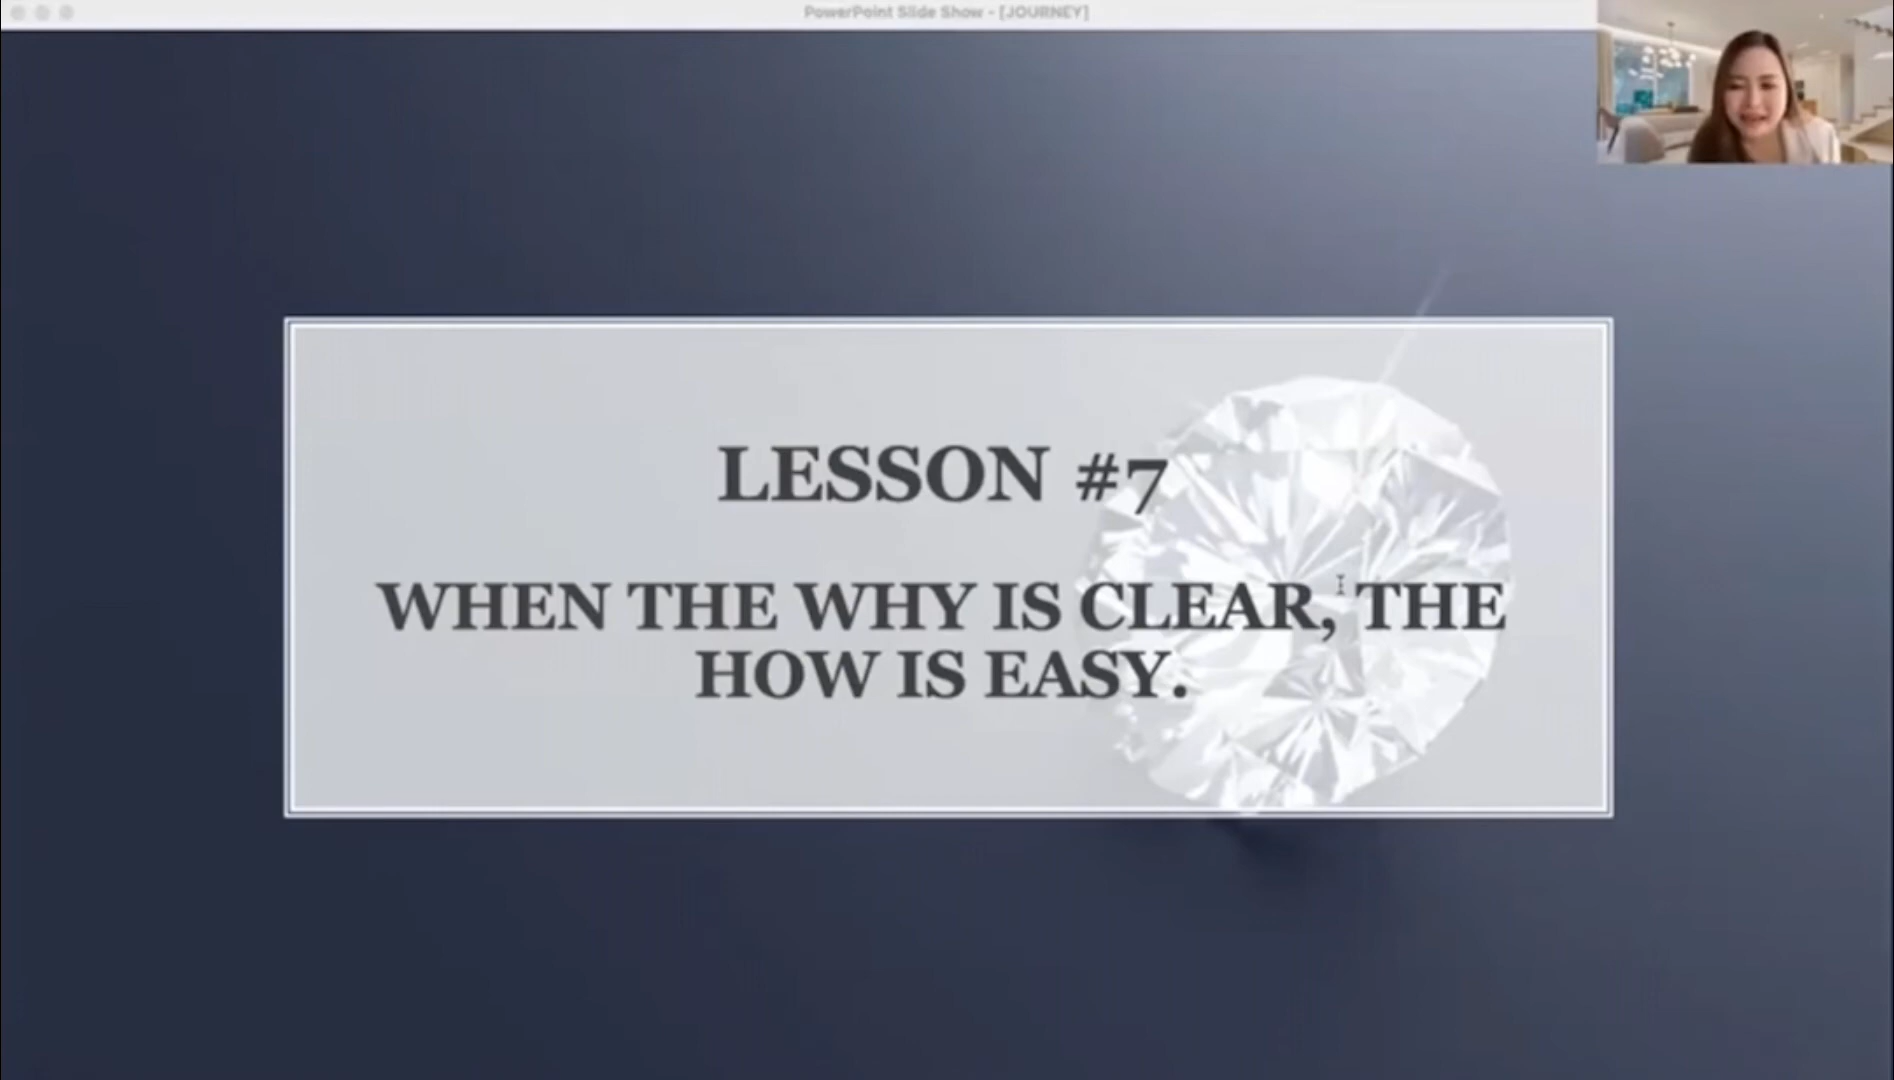 PowerPoint Slide Show - [JOURNEY]
LESSON #7
WHEN THE WHY IS CLEAR, THE
HOW IS EASY.